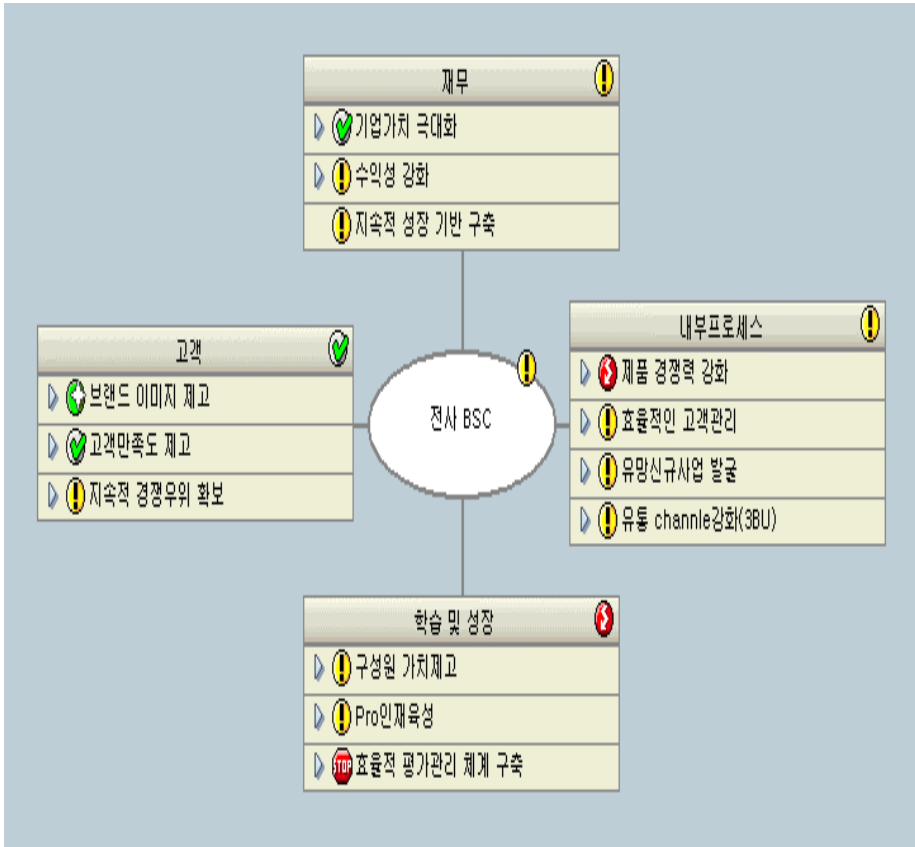 재무
기업가치 극대화
수익성 강화
지속적 성장 기반 구축
고객
브랜드 이미지 제고
고객만족도 제고
지속적 경쟁우위 확보
전사 BSC
내부프로세스
제품 경쟁력 강화
효율적인 고객관리
유망신규사업 발굴
유통 channle강화(3BU)
학습 및 성장
구성원 가치제고
Pro인재육성
STOP
효율적 평가관리 체계 구축